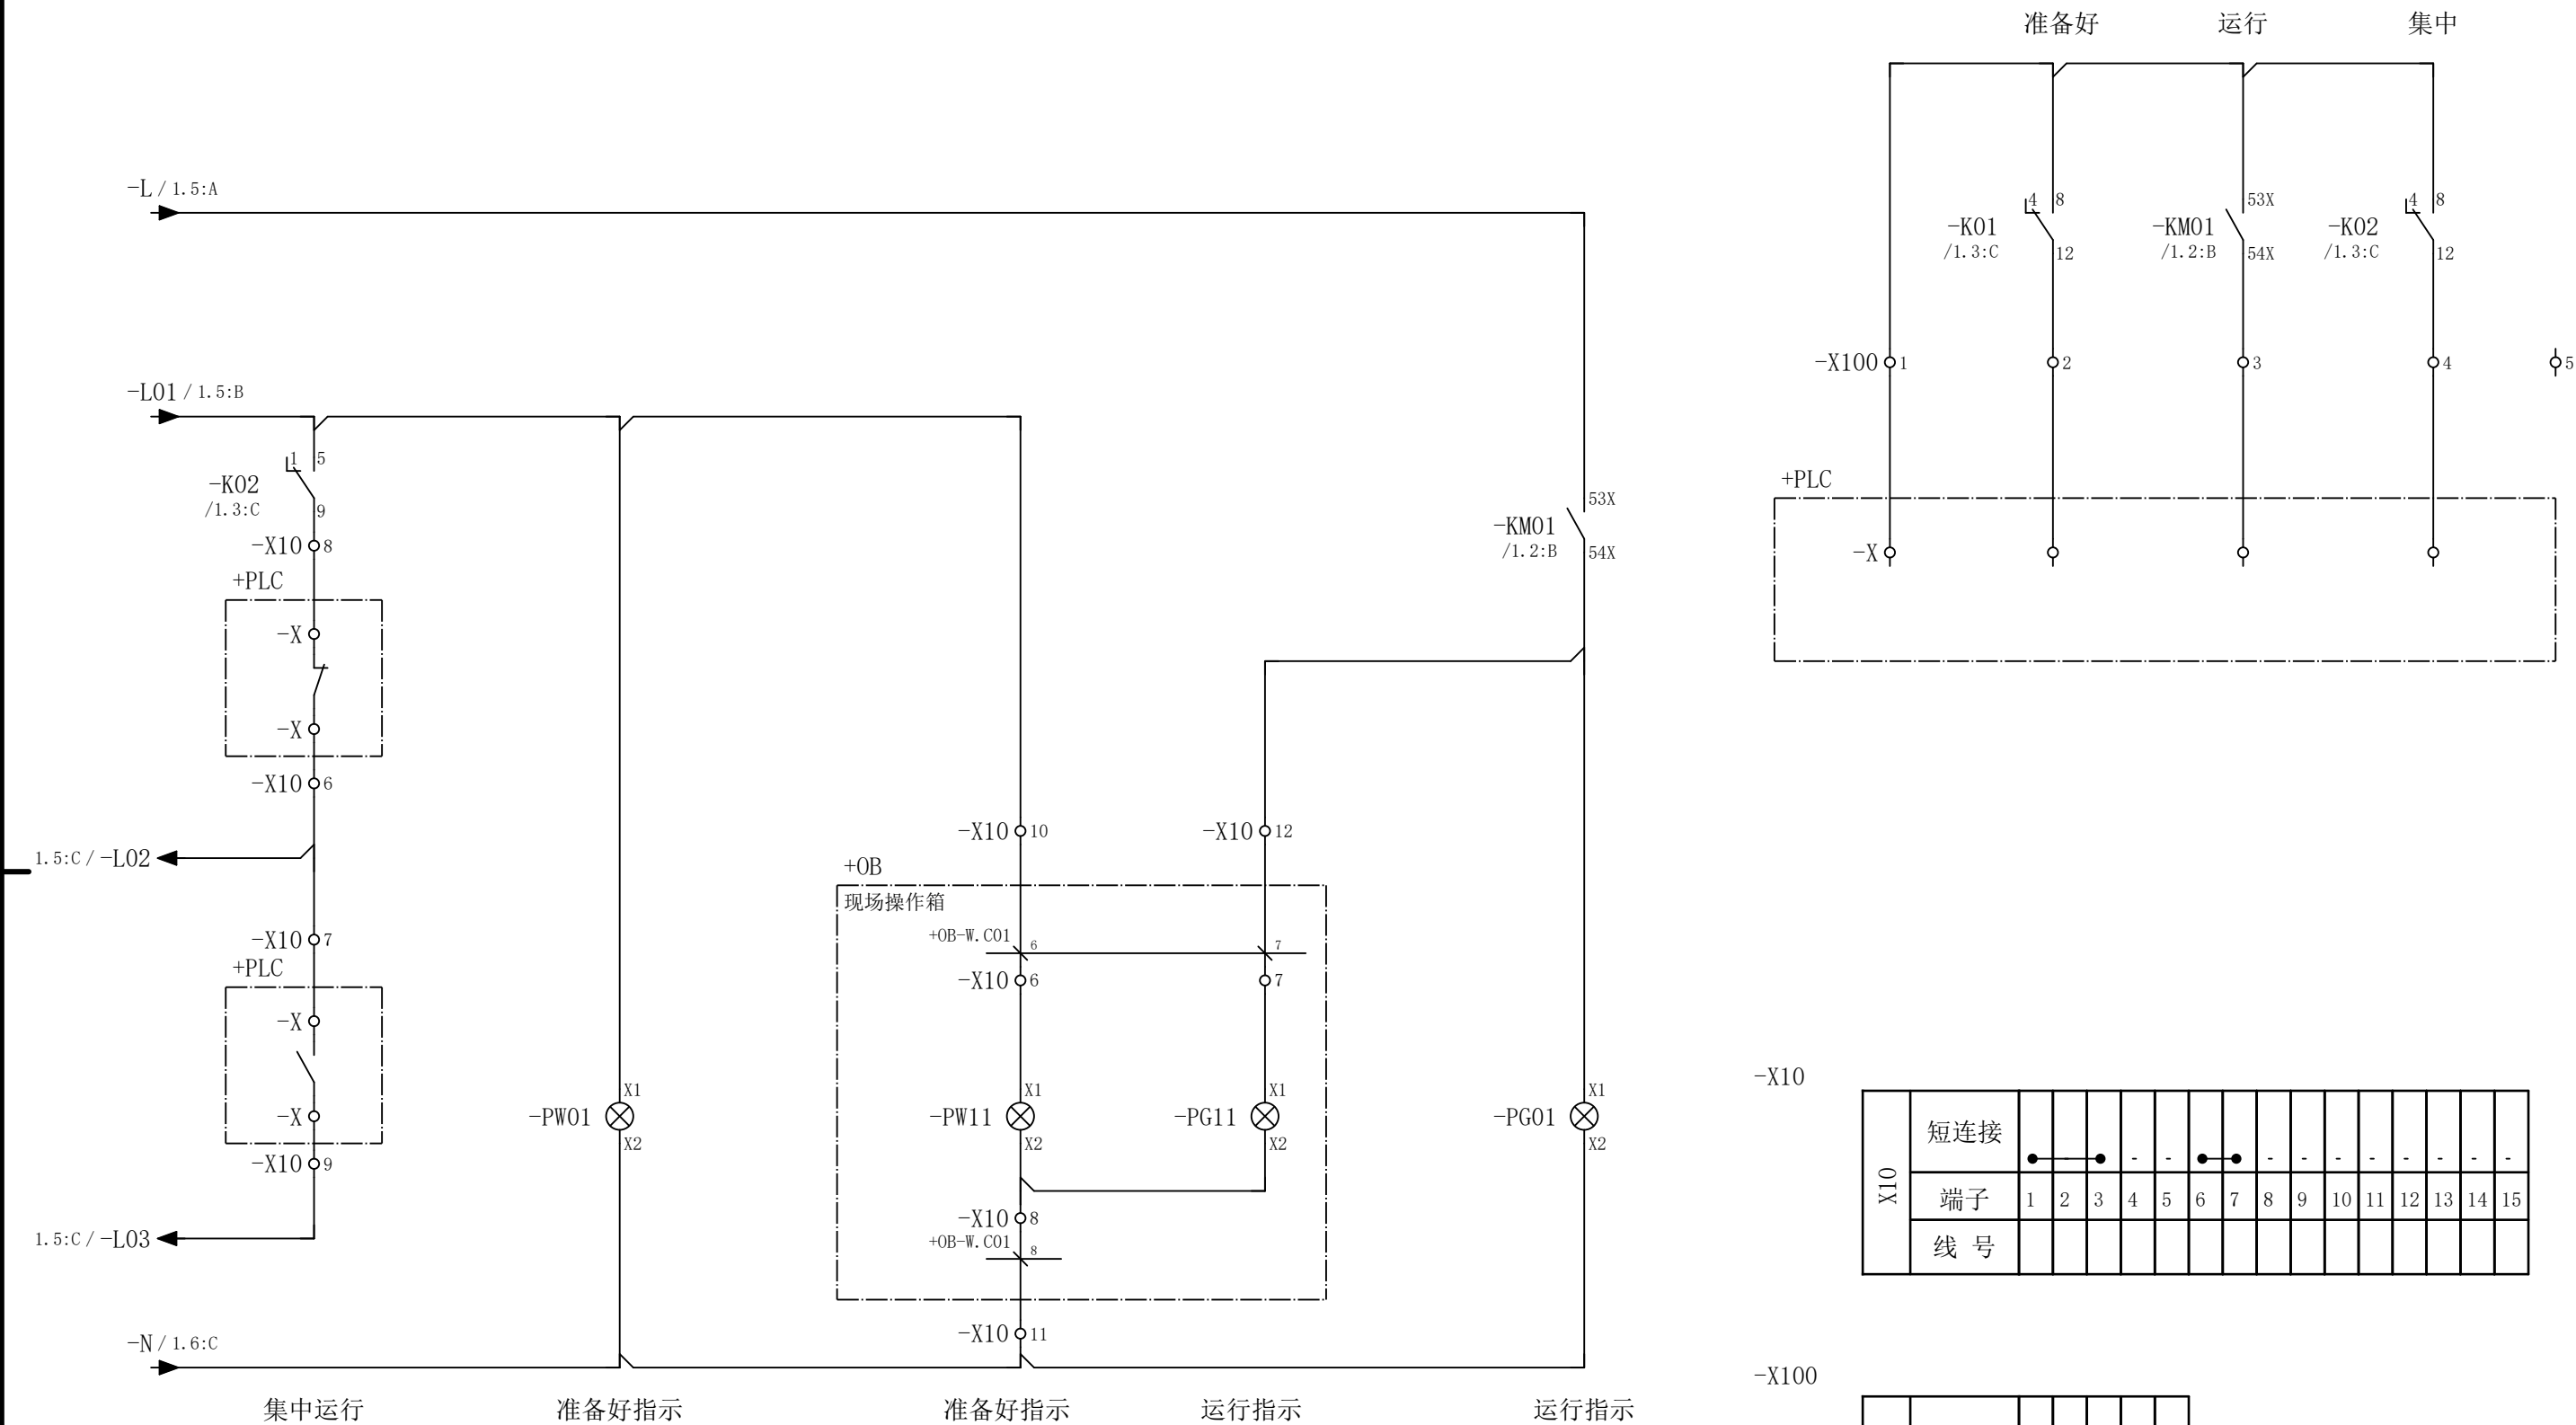 准备好 运行 集中
-L / 1.5:A
4 8 53X 4 8
-K01 -KM01 -K02
/1.3:C 12 /1.2:B 54X /1.3:C 12
-X100 1 2 3 4 5
-L01 / 1.5:B
1 5
-K02
/1.3:C
9
-X10 8
+PLC
-X
-X
-X10 6
1.5:C / -L02
-X10 7
+PLC
-X
-X
-X10 9
1.5:C / -L03
-N / 1.6:C
-PW01
X1
X2
-X10 10
-X10 12
+OB
现场操作箱
+OB-W.C01 6 7
-X10 6 7
X1 X1
-PW11 -PG11
X2 X2
-X10 8
+OB-W.C01 8
-X10 11
53X
-KM01
/1.2:B 54X
X1
-PG01
X2
+PLC
-X
集中运行 准备好指示 准备好指示 运行指示 运行指示
-X10
X10
短连接 - - - - - - - - - - -
端子 1 2 3 4 5 6 7 8 9 10 11 12 13 14 15
线 号
-X100